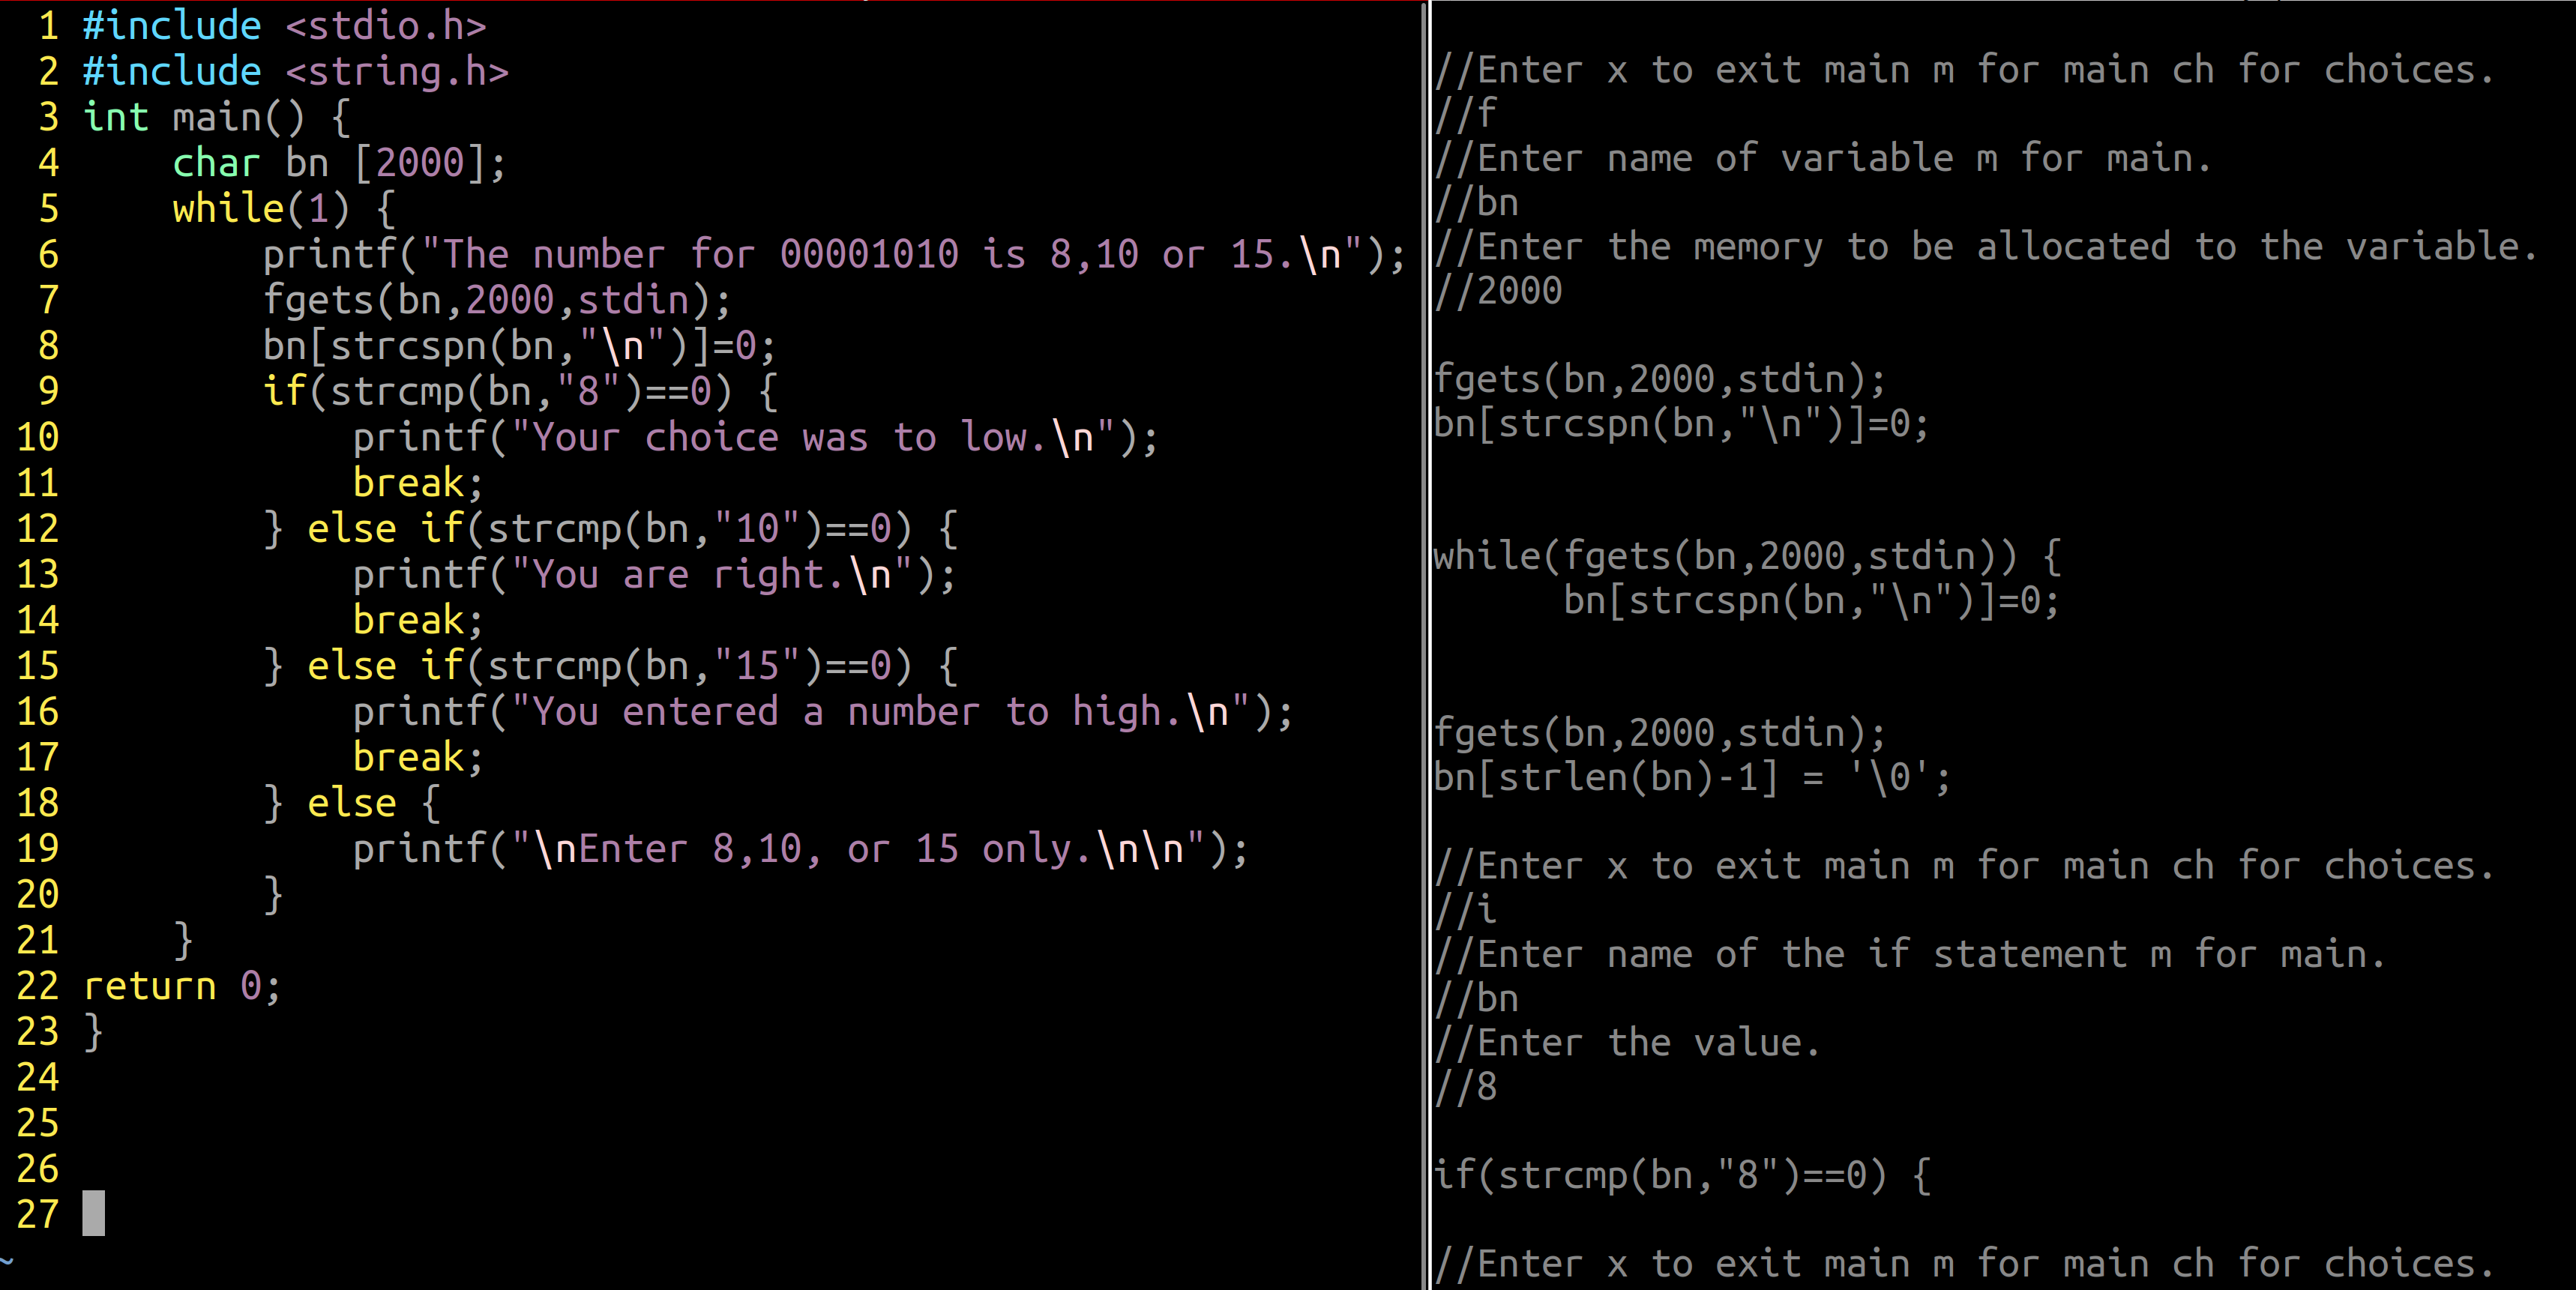 1 #include <stdio.h>
2 #include <string.h>
3 int main() {
4     char bn [2000];
5     while(1) {
6         printf("The number for 00001010 is 8,10 or 15.\n");
7         fgets(bn,2000,stdin);
8         bn[strcspn(bn,"\n")]=0;
9         if(strcmp(bn,"8")==0) {
10             printf("Your choice was to low.\n");
11             break;
12         } else if(strcmp(bn,"10")==0) {
13             printf("You are right.\n");
14             break;
15         } else if(strcmp(bn,"15")==0) {
16             printf("You entered a number to high.\n");
17             break;
18         } else {
19             printf("\nEnter 8,10, or 15 only.\n\n");
20         }
21     }
22 return 0;
23 }
24
25
26
27
~
//Enter x to exit main m for main ch for choices.
//f
//Enter name of variable m for main.
//bn
//Enter the memory to be allocated to the variable.
//2000
fgets(bn,2000,stdin);
bn[strcspn(bn,"\n")]=0;
while(fgets(bn,2000,stdin)) {
      bn[strcspn(bn,"\n")]=0;
fgets(bn,2000,stdin);
bn[strlen(bn)-1] = '\0';
//Enter x to exit main m for main ch for choices.
//i
//Enter name of the if statement m for main.
//bn
//Enter the value.
//8
if(strcmp(bn,"8")==0) {
//Enter x to exit main m for main ch for choices.